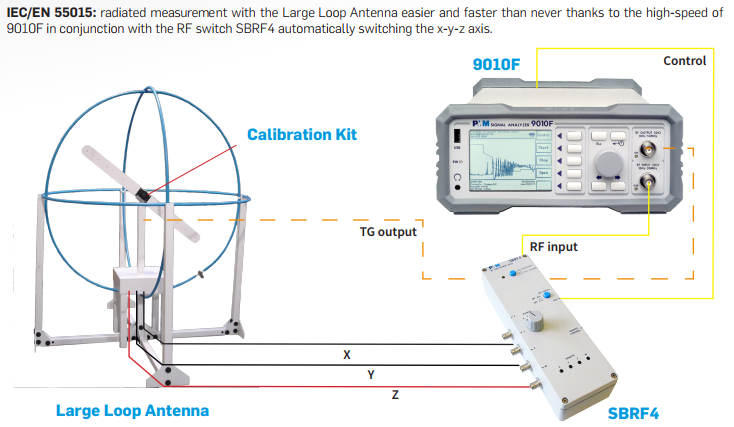 IEC/EN 55015: radiated measurement with the Large Loop Antenna easier and faster than never thanks to the high-speed of
9010F in conjunction with the RF switch SBRF4 automatically switching the x-y-z axis.
9010F
Control
PMM SIGNAL ANALYZER 9010F
Calibration Kit
TG output
RF input
X
Y
Z
Large Loop Antenna
SBRF4